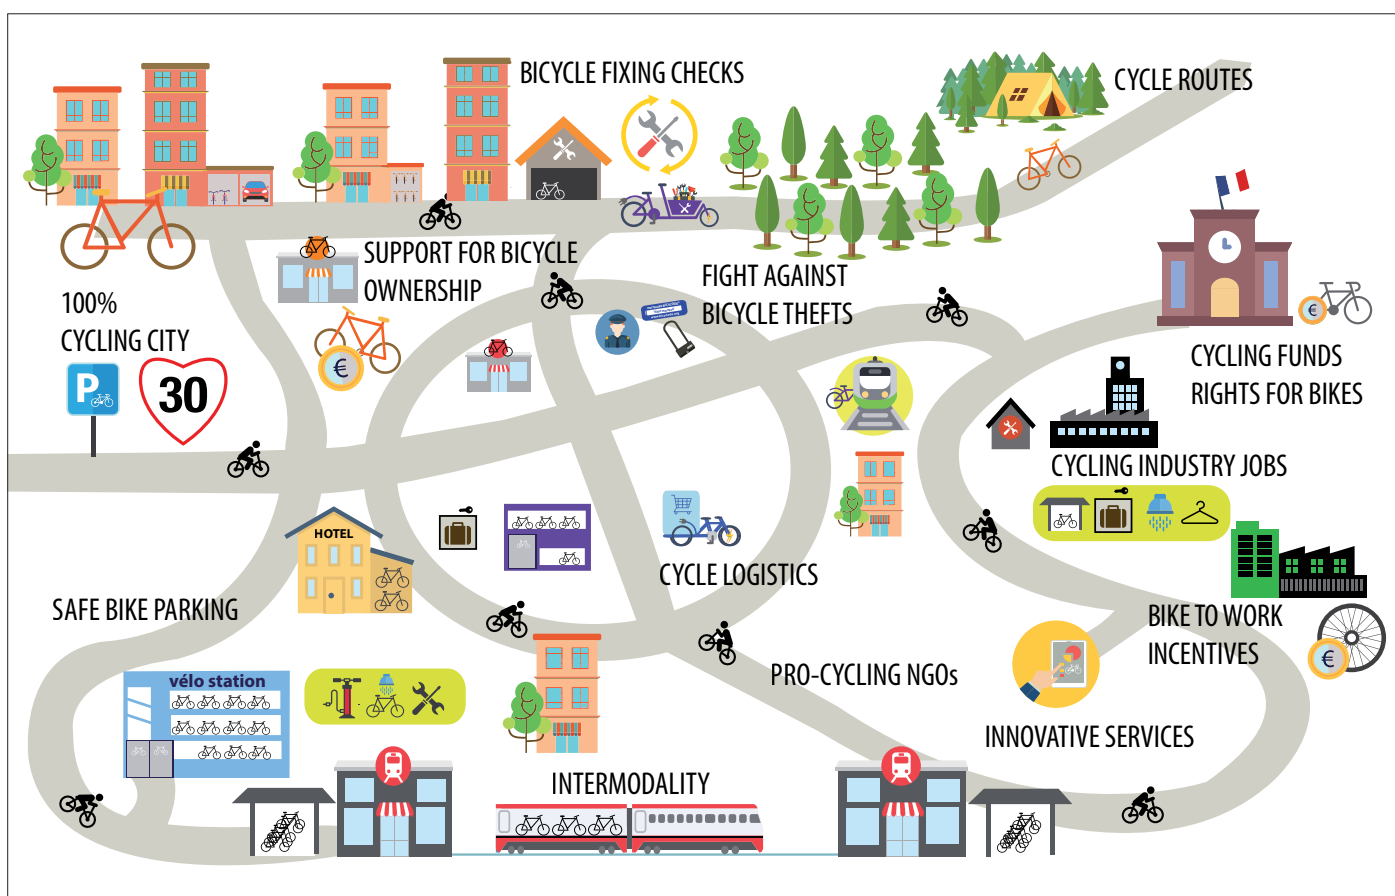 BICYCLE FIXING CHECKS
CYCLE ROUTES
SUPPORT FOR BICYCLE
OWNERSHIP
FIGHT AGAINST
BICYCLE THEFTS
100%
CYCLING CITY
P
30
€
€
CYCLING FUNDS
RIGHTS FOR BIKES
CYCLING INDUSTRY JOBS
HOTEL
CYCLE LOGISTICS
SAFE BIKE PARKING
BIKE TO WORK
INCENTIVES
€
vélo station
PRO-CYCLING NGOs
INNOVATIVE SERVICES
INTERMODALITY